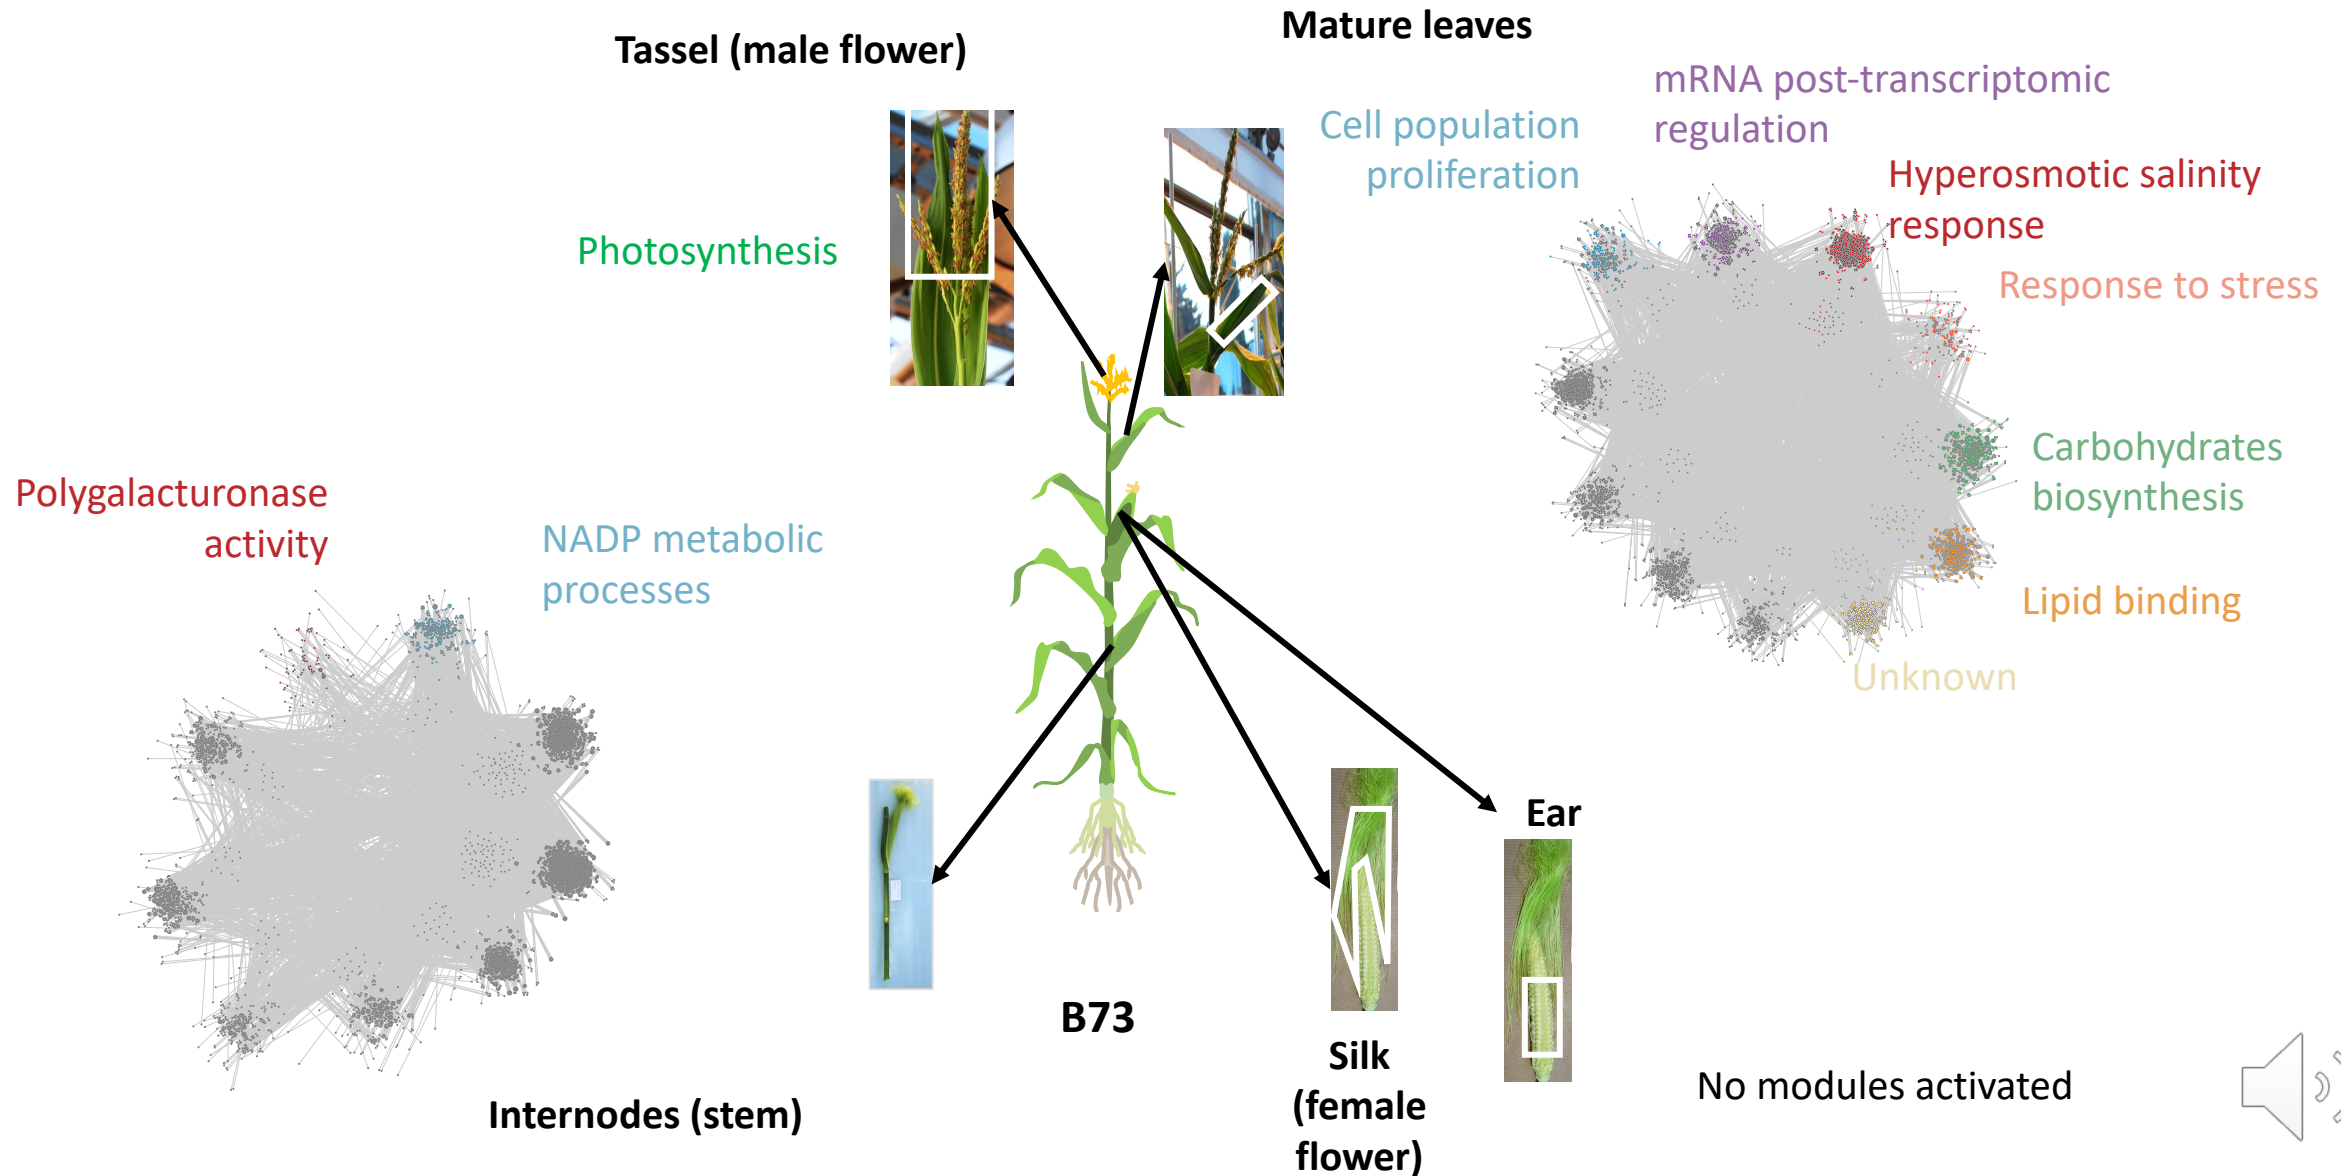 Tassel (male flower)
Mature leaves
Photosynthesis
Cell population
proliferation
mRNA post-transcriptomic
regulation
Hyperosmotic salinity
response
Response to stress
Carbohydrates
biosynthesis
Lipid binding
Unknown
Polygalacturonase
activity
NADP metabolic
processes
Internodes (stem)
B73
Silk
(female
flower)
Ear
No modules activated